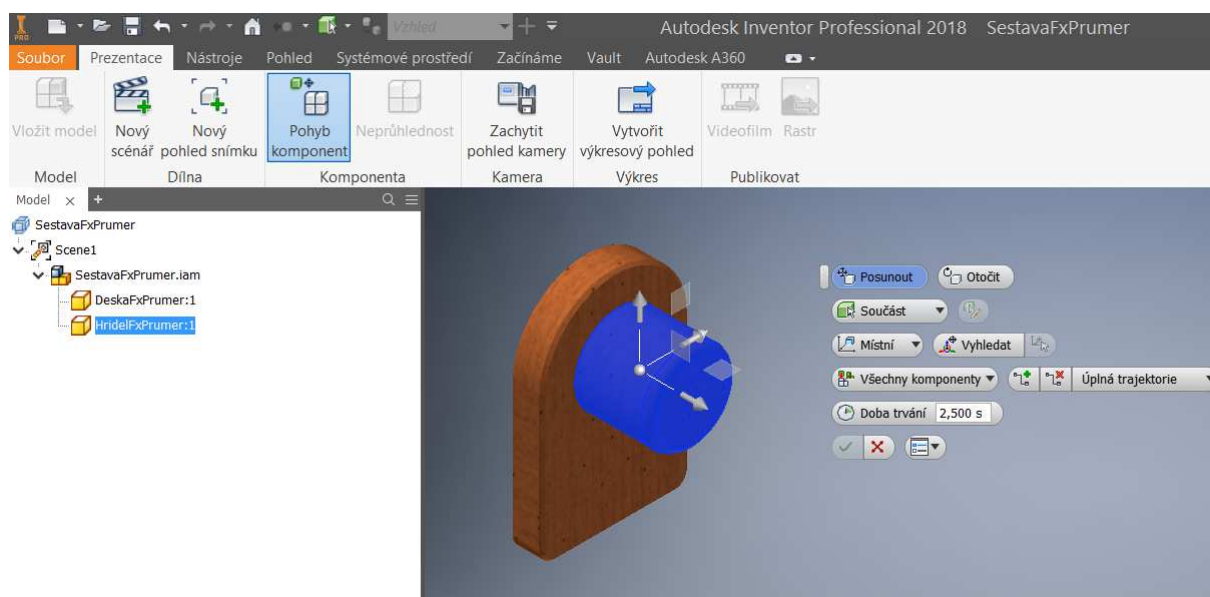 PRO Vzhled Autodesk Inventor Professional 2018 SestavaFxPrumer
Soubor Prezentace Nástroje Pohled Systémové prostředí Začínáme Vault Autodesk A360
Vložit model Nový scénář Nový pohled snímku Pohyb komponent Neprůhlednost Zachytit pohled kamery Vytvořit výkresový pohled Videofilm Rastr
Model Dílna Komponenta Kamera Výkres Publikovat
Model x +
SestavaFxPrumer
Scene1
SestavaFxPrumer.iam
DeskaFxPrumer:1
HridelFxPrumer:1
Posunout Otočit
Součást
Místní Vyhledat
Všechny komponenty Úplná trajektorie
Doba trvání 2,500 s